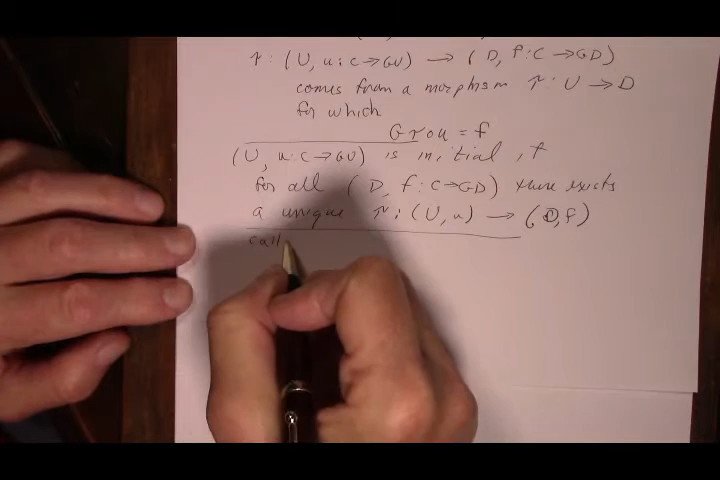 r : (U, u : c → GU) → (D, f : C → GD)
comes from a morphism r : U → D
for which
Gr o u = f
(U, u : c → GU) is initial, if
for all (D, f : C → GD) there exists
a unique r : (U, u) → (D, f)
call